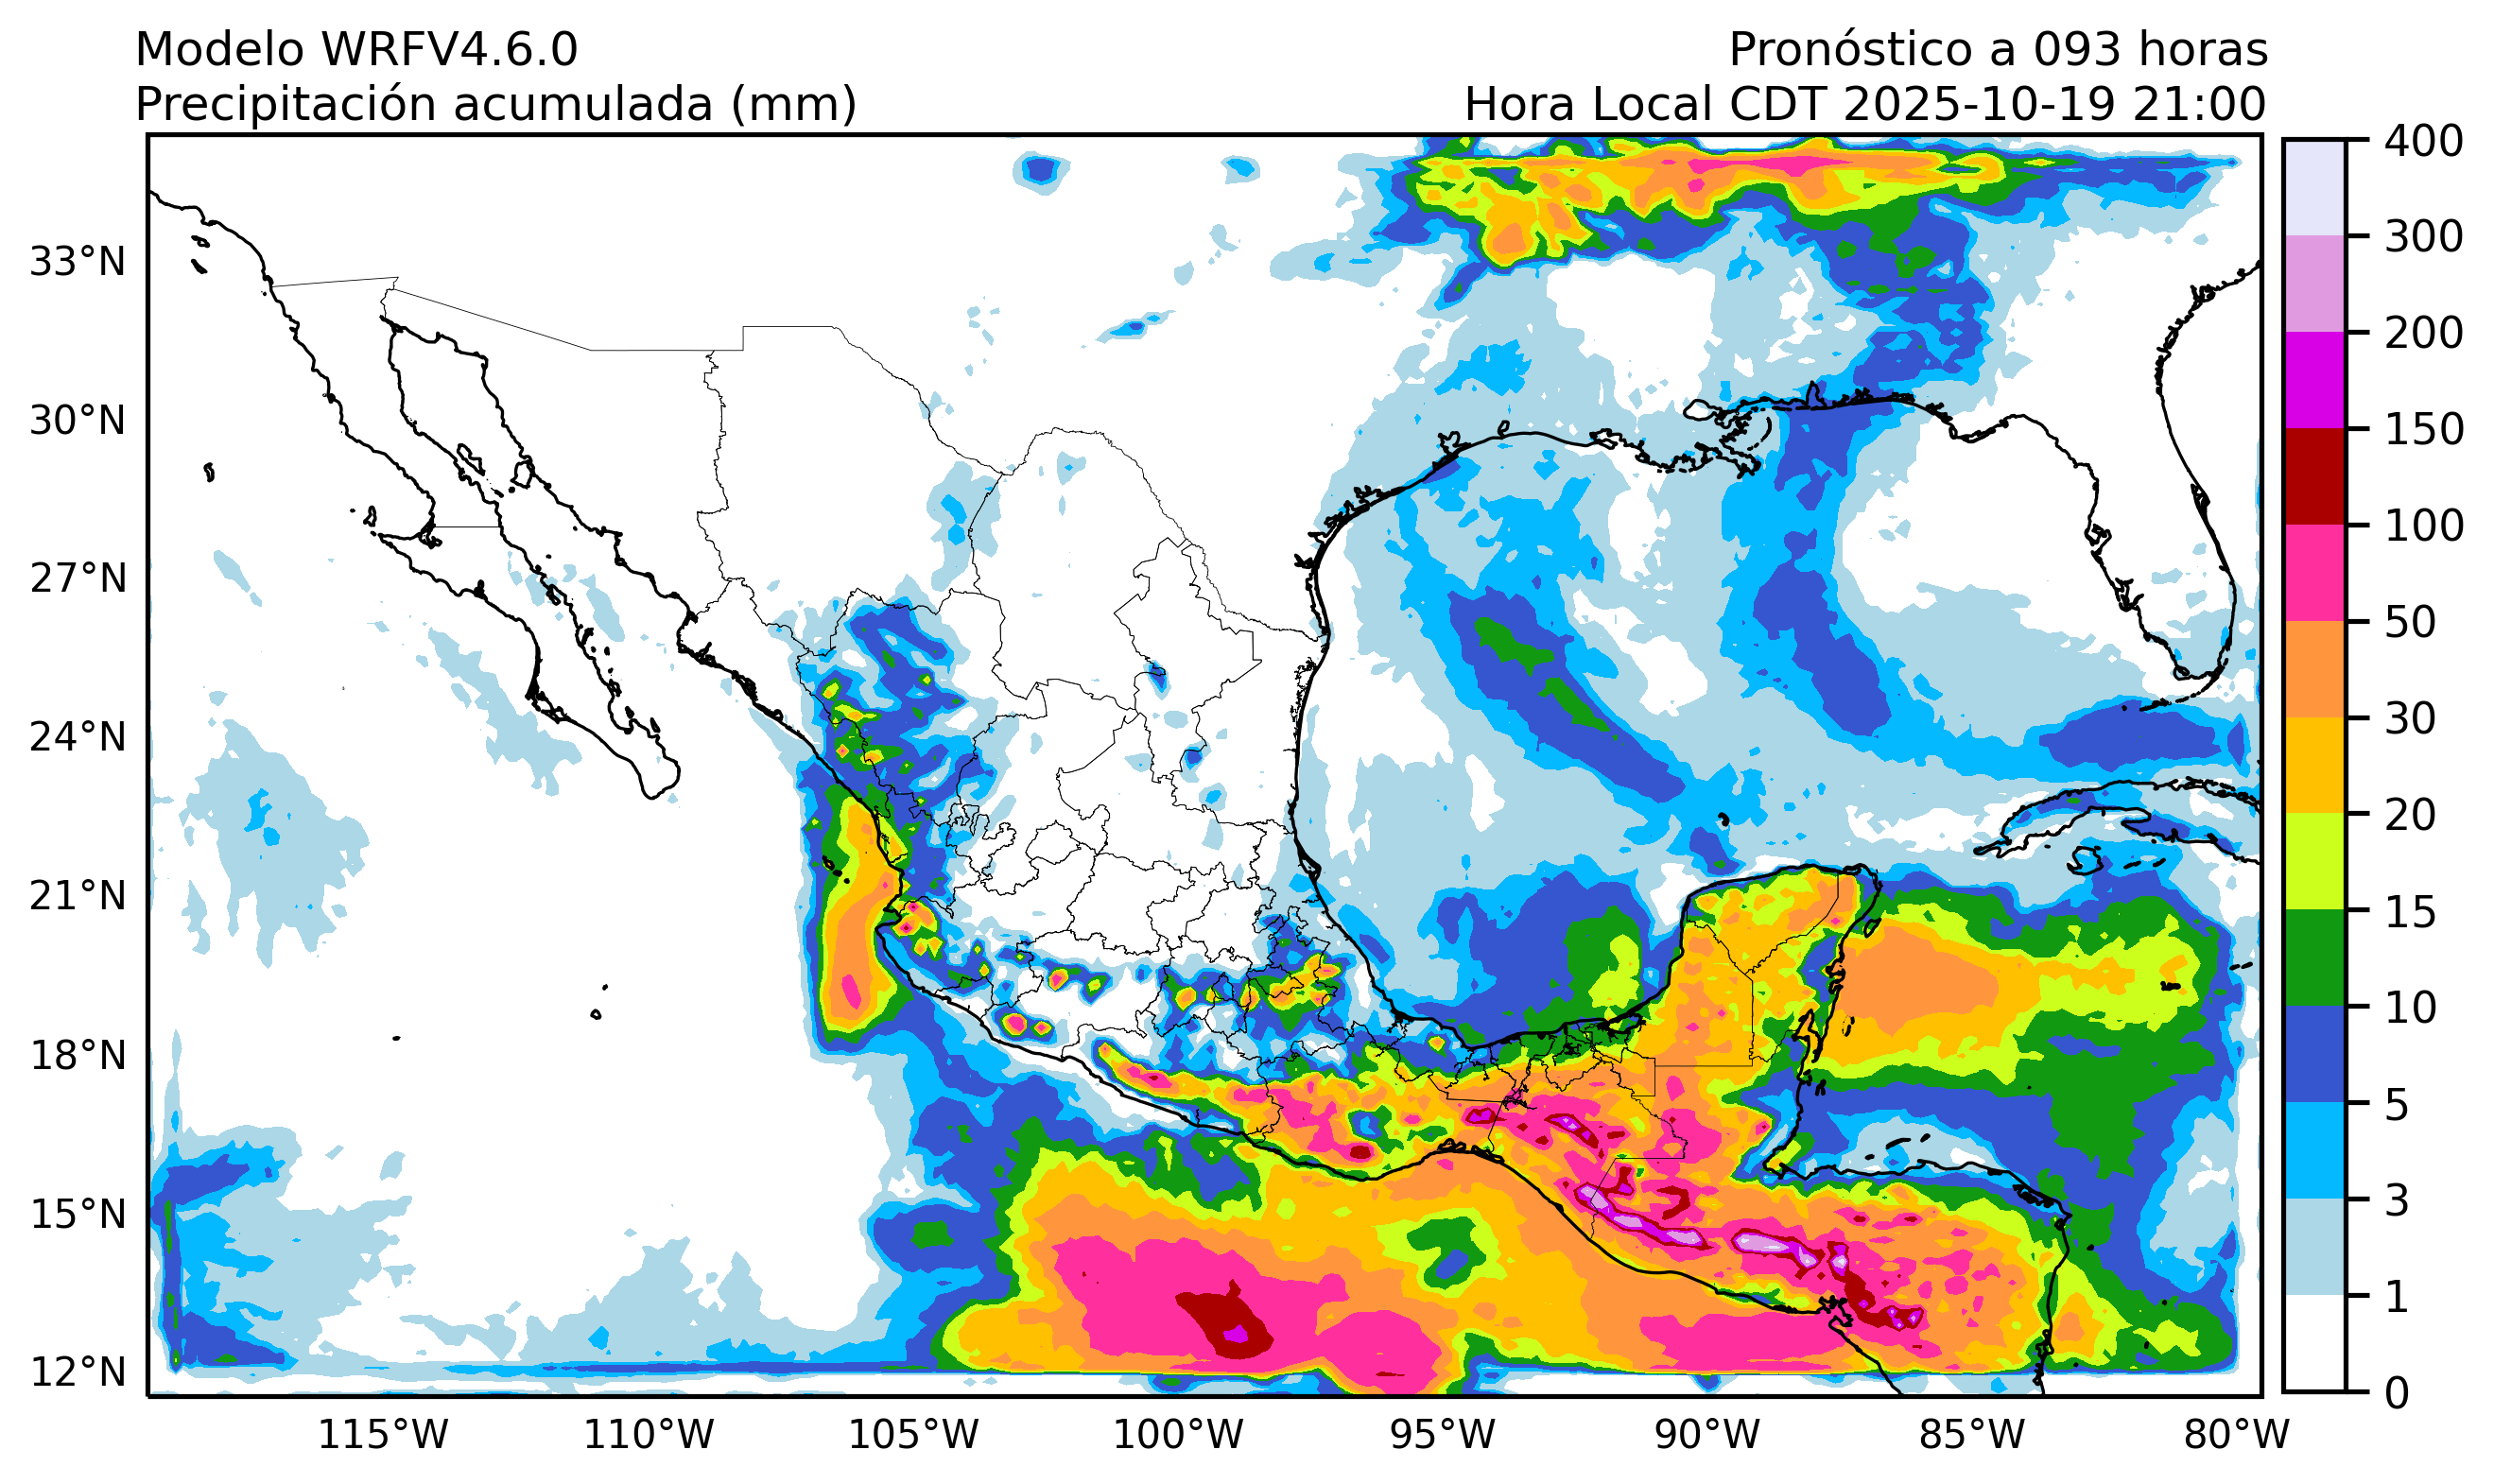 Modelo WRFV4.6.0
Pronóstico a 093 horas
Precipitación acumulada (mm)
Hora Local CDT 2025-10-19 21:00
33°N
30°N
27°N
24°N
21°N
18°N
15°N
12°N
115°W
110°W
105°W
100°W
95°W
90°W
85°W
80°W
400
300
200
150
100
50
30
20
15
10
5
3
1
0